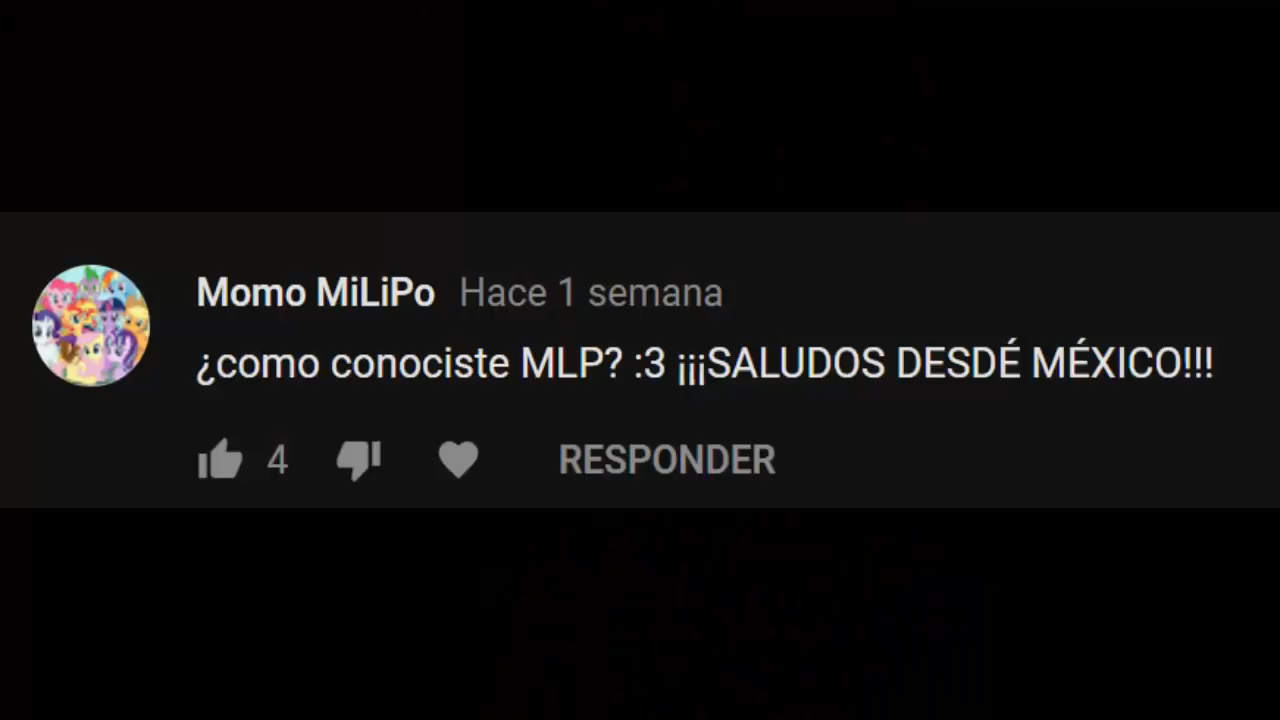 Momo MiLiPo Hace 1 semana
¿como conociste MLP? :3 ¡¡¡SALUDOS DESDÉ MÉXICO!!!
4 RESPONDER